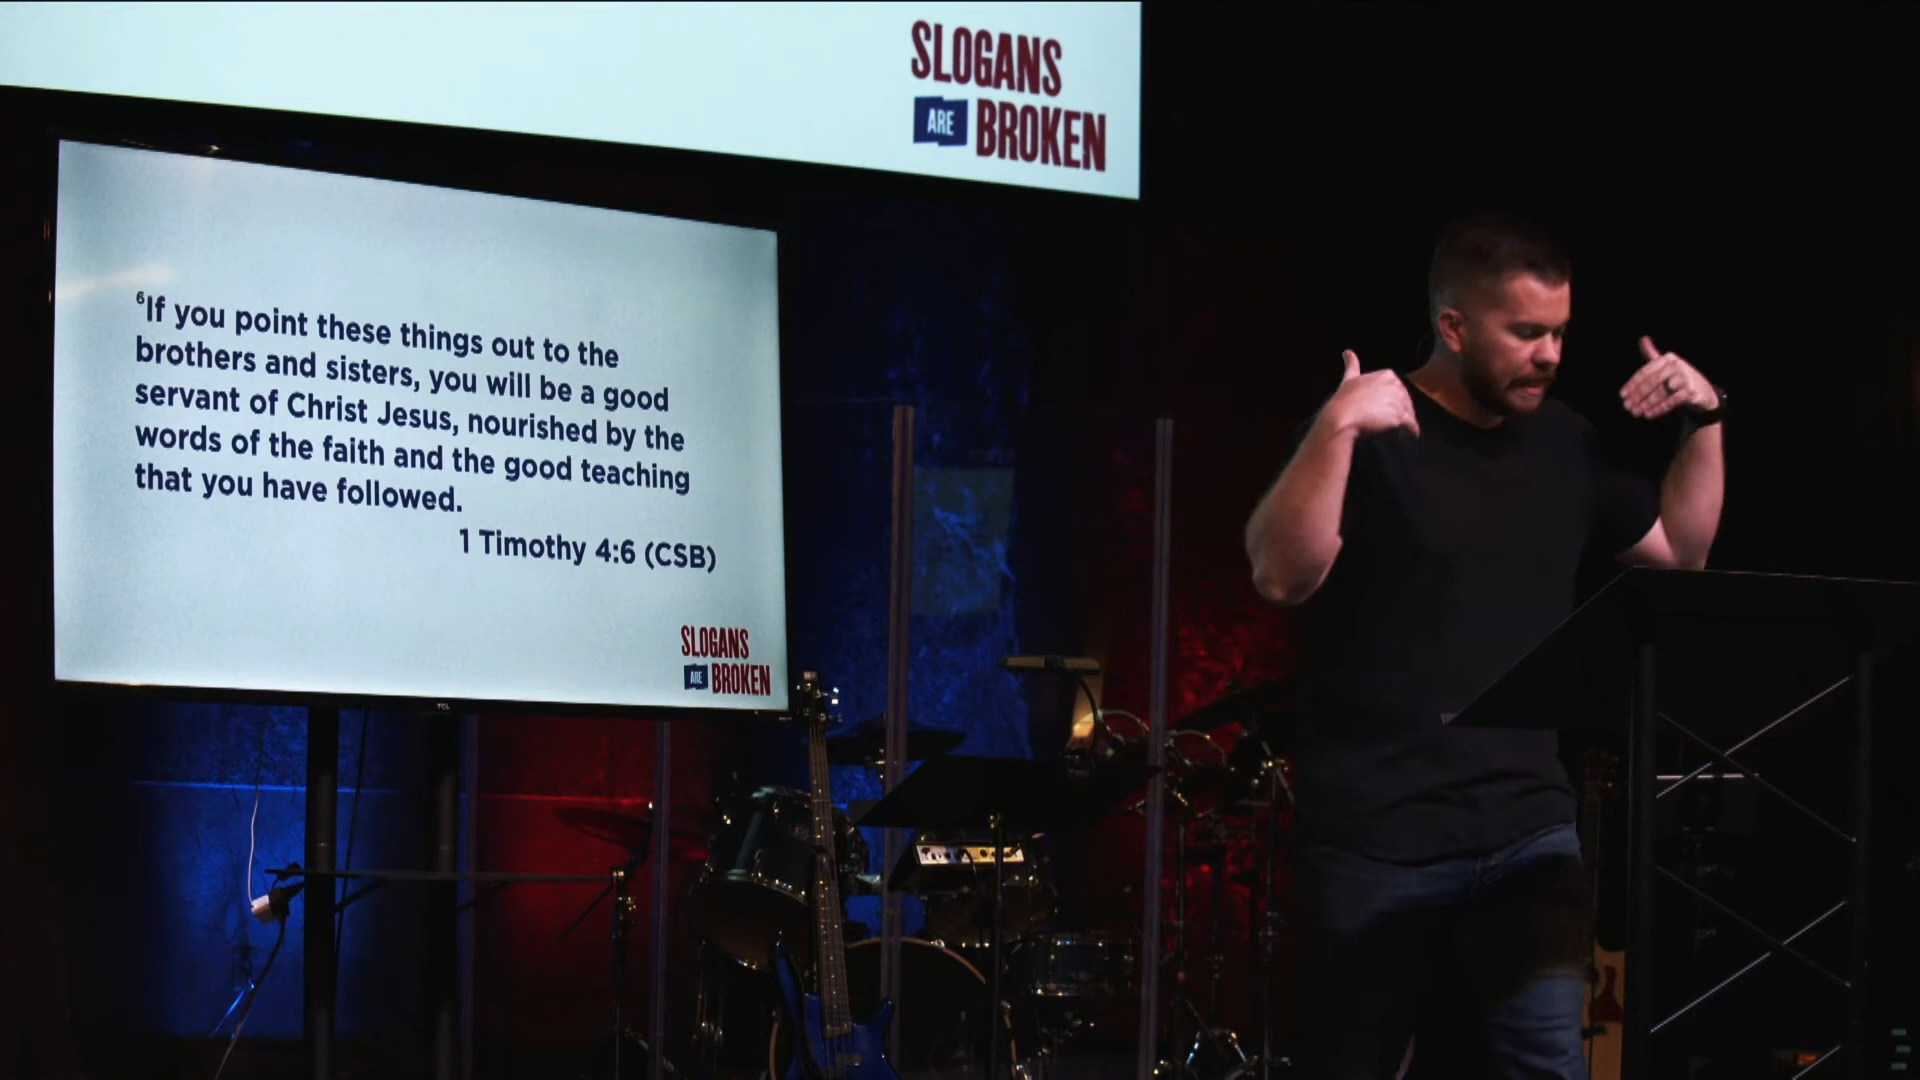 SLOGANS
ARE BROKEN
⁶If you point these things out to the
brothers and sisters, you will be a good
servant of Christ Jesus, nourished by the
words of the faith and the good teaching
that you have followed.
1 Timothy 4:6 (CSB)
SLOGANS
ARE BROKEN
TCL